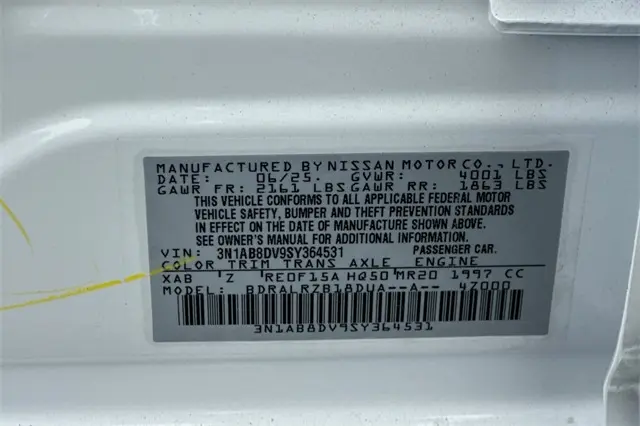 MANUFACTURED BY NISSAN MOTOR CO., LTD.
DATE: 06/25 GVWR: 4001 LBS
GAWR FR: 2161 LBS GAWR RR: 1863 LBS
THIS VEHICLE CONFORMS TO ALL APPLICABLE FEDERAL MOTOR
VEHICLE SAFETY, BUMPER AND THEFT PREVENTION STANDARDS
IN EFFECT ON THE DATE OF MANUFACTURE SHOWN ABOVE.
SEE OWNER'S MANUAL OR ADDITIONAL INFORMATION
VIN: 3N1AB8DV9SY364531 PASSENGER CAR.
COLOR TRIM TRANS AXLE ENGINE
XAB 'Z RE0F15A HQ50 MR20 1997 CC
MODEL: BDRALRZB18DUA--A-- 4Z000
3N1AB8DV9SY364531